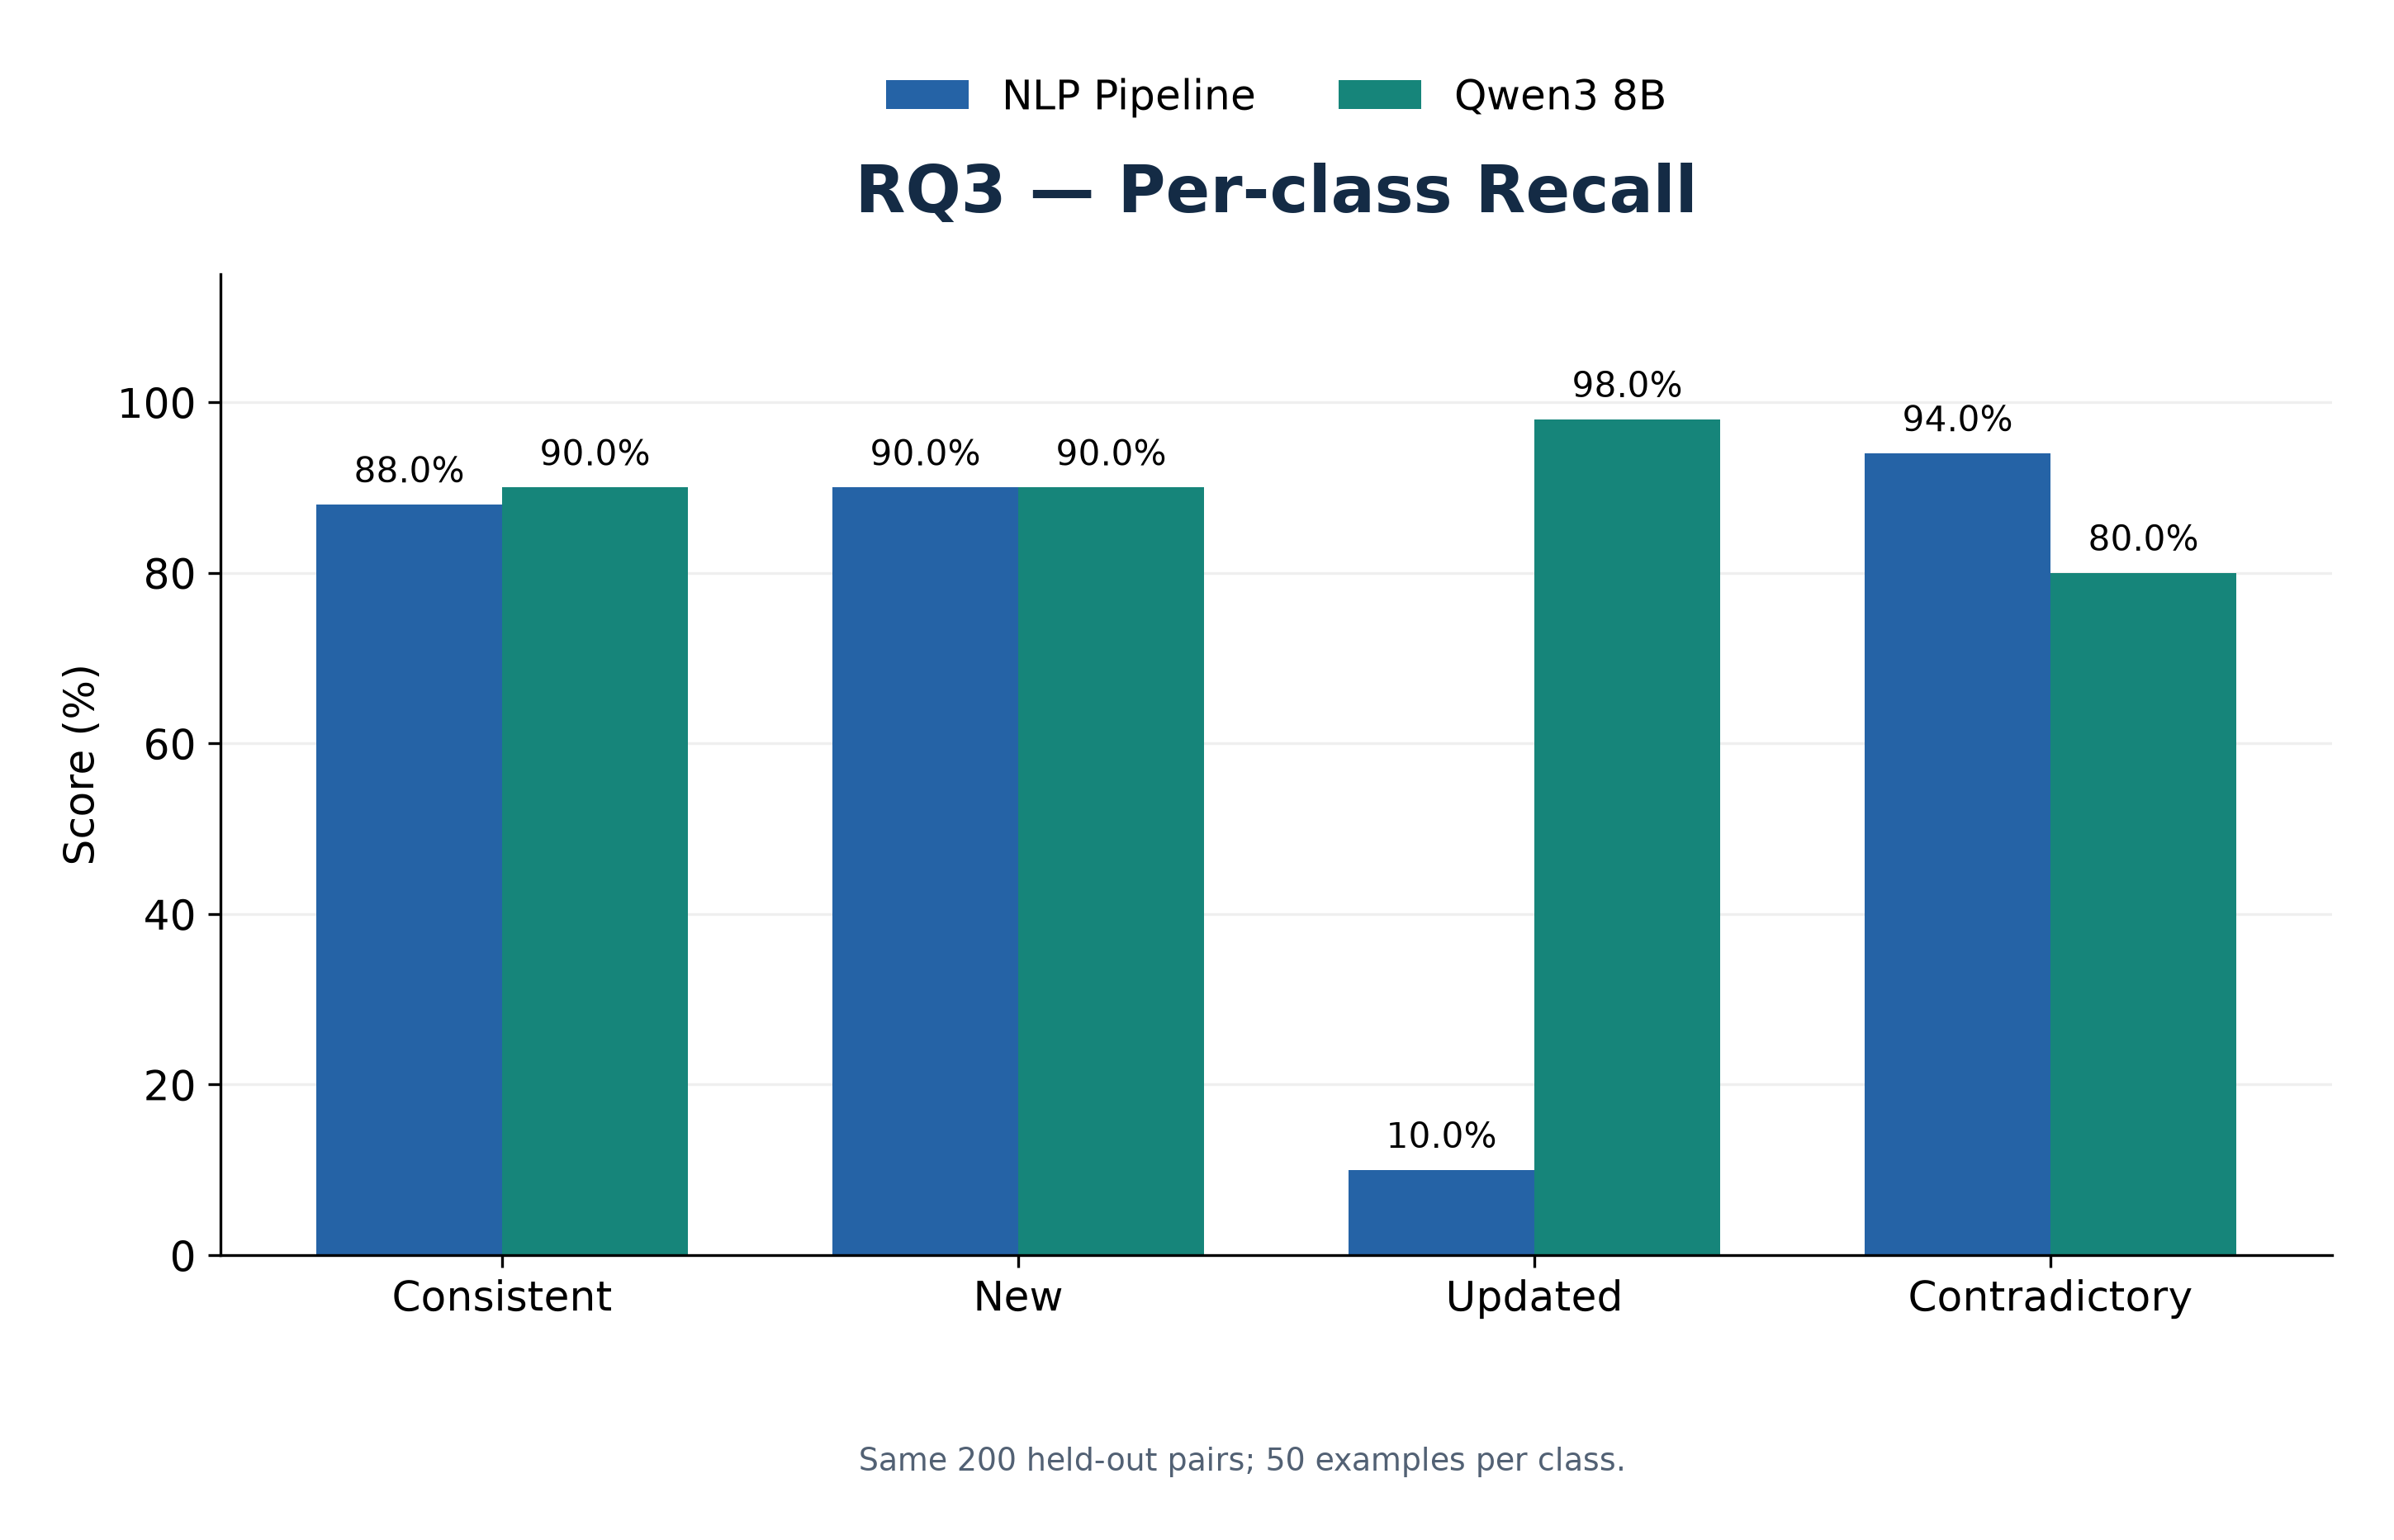 NLP Pipeline
Qwen3 8B
RQ3 — Per-class Recall
Score (%)
100
80
60
40
20
0
88.0%
90.0%
90.0%
90.0%
10.0%
98.0%
94.0%
80.0%
Consistent
New
Updated
Contradictory
Same 200 held-out pairs; 50 examples per class.